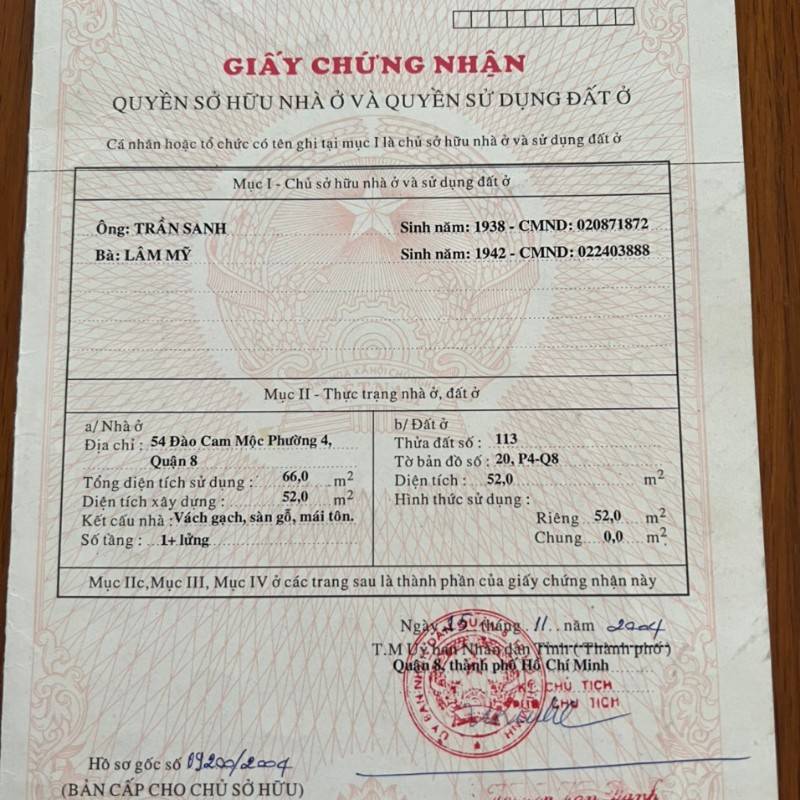 GIẤY CHỨNG NHẬN
QUYỀN SỞ HỮU NHÀ Ở VÀ QUYỀN SỬ DỤNG ĐẤT Ở
Cá nhân hoặc tổ chức có tên ghi tại mục I là chủ sở hữu nhà ở và sử dụng đất ở
Mục I - Chủ sở hữu nhà ở và sử dụng đất ở
Ông: TRẦN SANH Sinh năm: 1938 - CMND: 020871872
Bà: LÂM MỸ Sinh năm: 1942 - CMND: 022403888
Mục II - Thực trạng nhà ở, đất ở
a/ Nhà ở
Địa chỉ : 54 Đào Cam Mộc Phường 4,
Quận 8
Tổng diện tích sử dụng : 66,0 m2
Diện tích xây dựng : 52,0 m2
Kết cấu nhà : Vách gạch, sàn gỗ, mái tôn.
Số tầng : 1+ lửng
b/ Đất ở
Thửa đất số : 113
Tờ bản đồ số : 20, P4-Q8
Diện tích : 52,0 m2
Hình thức sử dụng :
Riêng 52,0 m2
Chung 0,0 m2
Mục IIc, Mục III, Mục IV ở các trang sau là thành phần của giấy chứng nhận này
Ngày 15 tháng 11 năm 2004
T.M Uỷ ban Nhân dân Tỉnh ( Thành phố )
Quận 8, thành phố Hồ Chí Minh
KT. CHỦ TỊCH
CHỦ TỊCH
Hồ sơ gốc số 09200/2004
(BẢN CẤP CHO CHỦ SỞ HỮU)